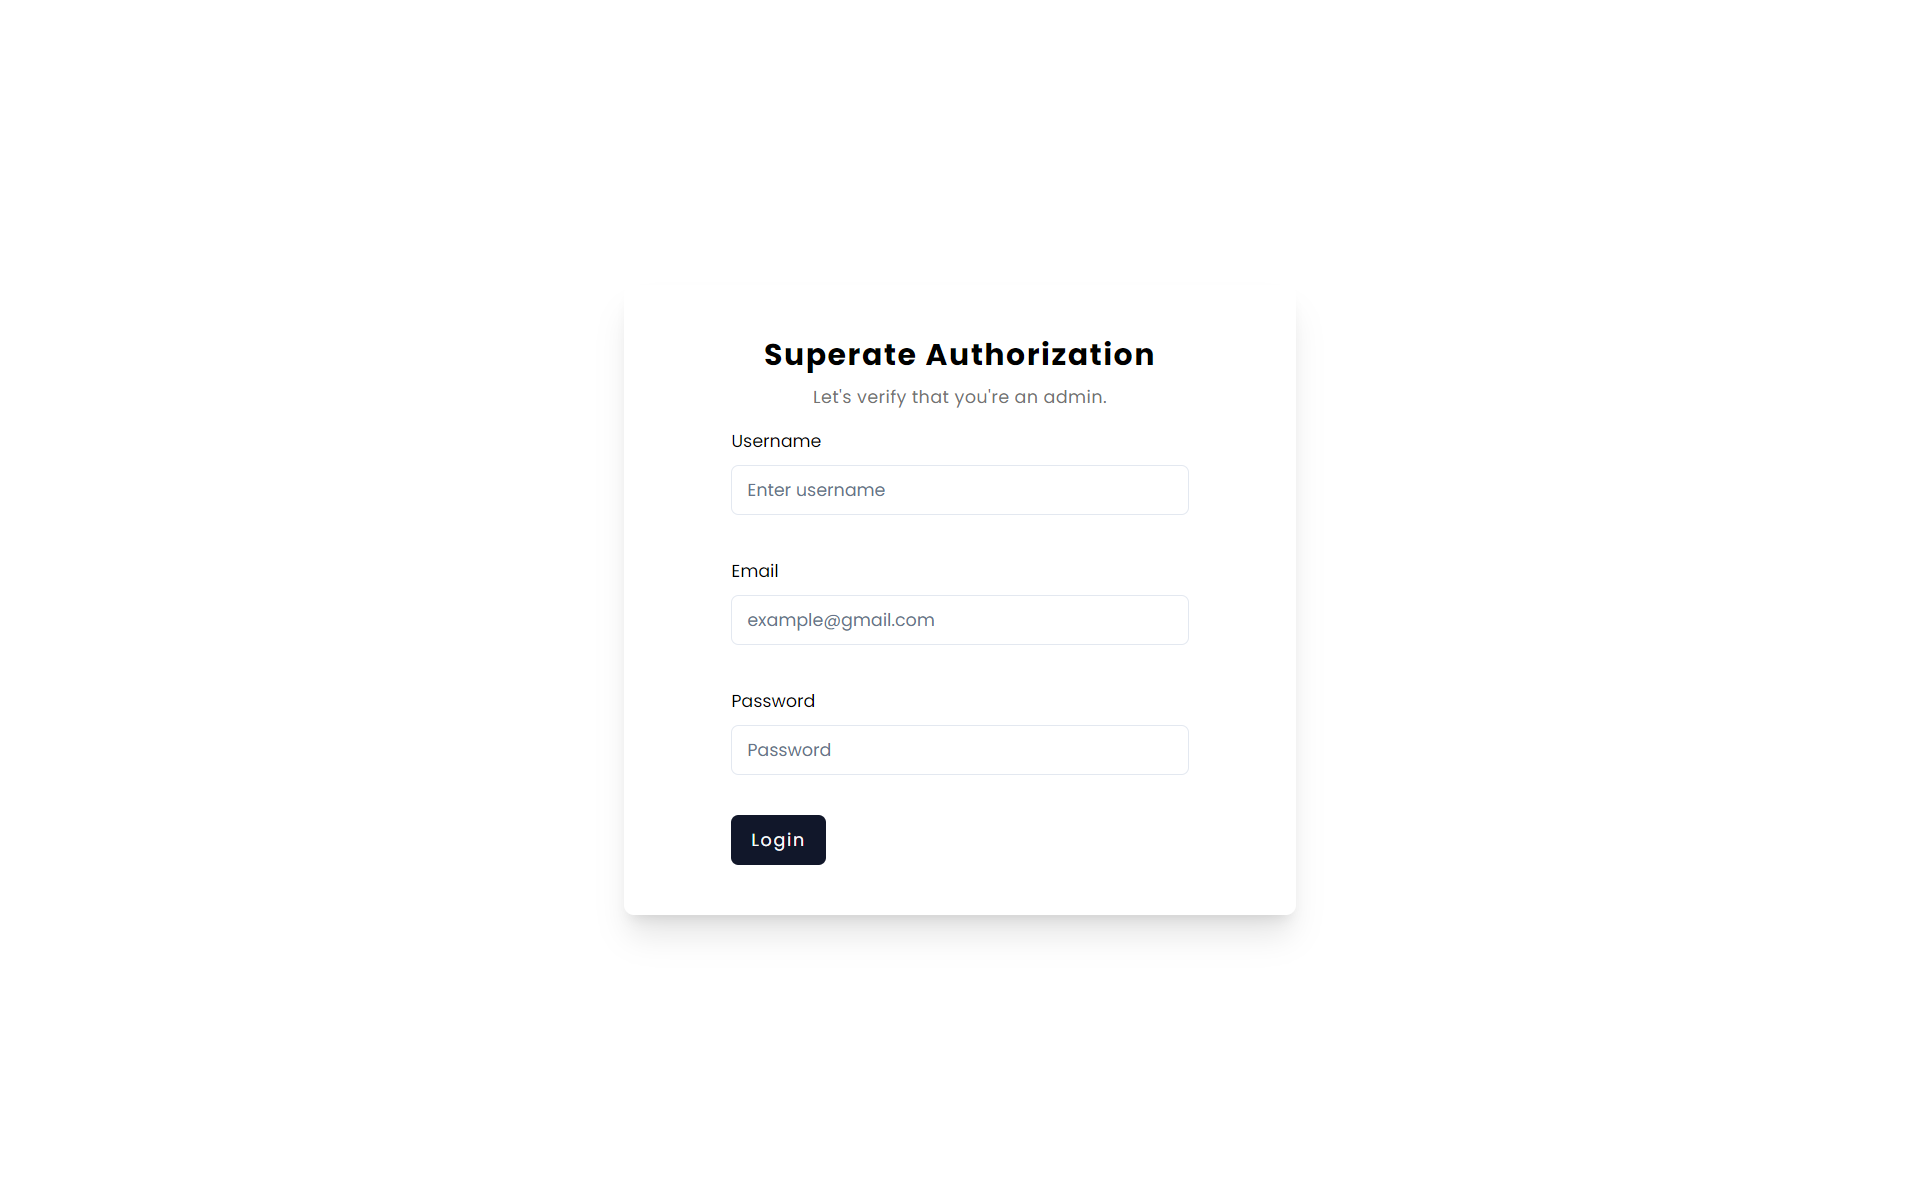 Superate Authorization
Let's verify that you're an admin.
Username
Enter username
Email
example@gmail.com
Password
Password
Login